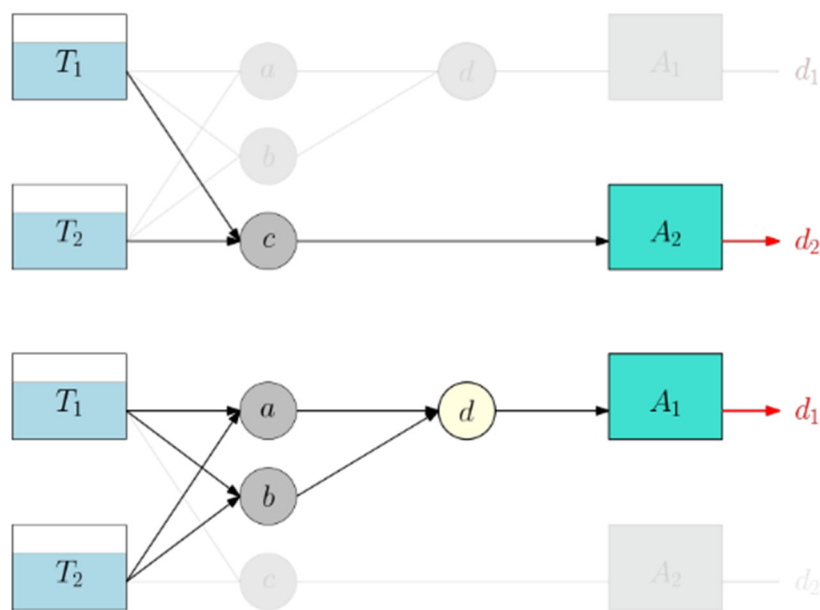 T₁ a d A₁ d₁
b
T₂ c A₂ d₂
T₁ a d A₁ d₁
b
T₂ c A₂ d₂